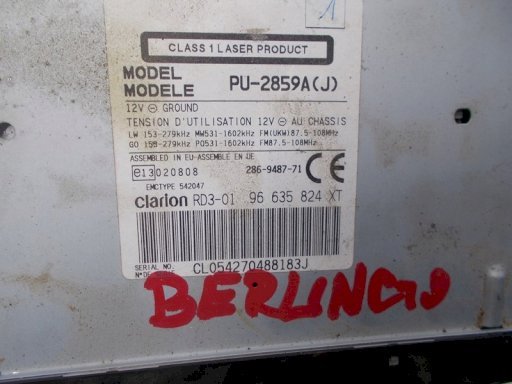 1
CLASS 1 LASER PRODUCT
MODEL
MODELE PU-2859A(J)
12V ⊖ GROUND
TENSION D'UTILISATION 12V ⊖ AU CHASSIS
LW 153-279kHz MW531-1602kHz FM(UKW)87.5-108MHz
GO 153-279kHz PO531-1602kHz FM87.5-108MHz
ASSEMBLED IN EU-ASSEMBLE EN UE
e13 020808 286-9487-71 CE
EMCTYPE 542047
clarion RD3-01 96 635 824 XT
SERIAL NO. CL054270488183J
N° DE
BERLINGO